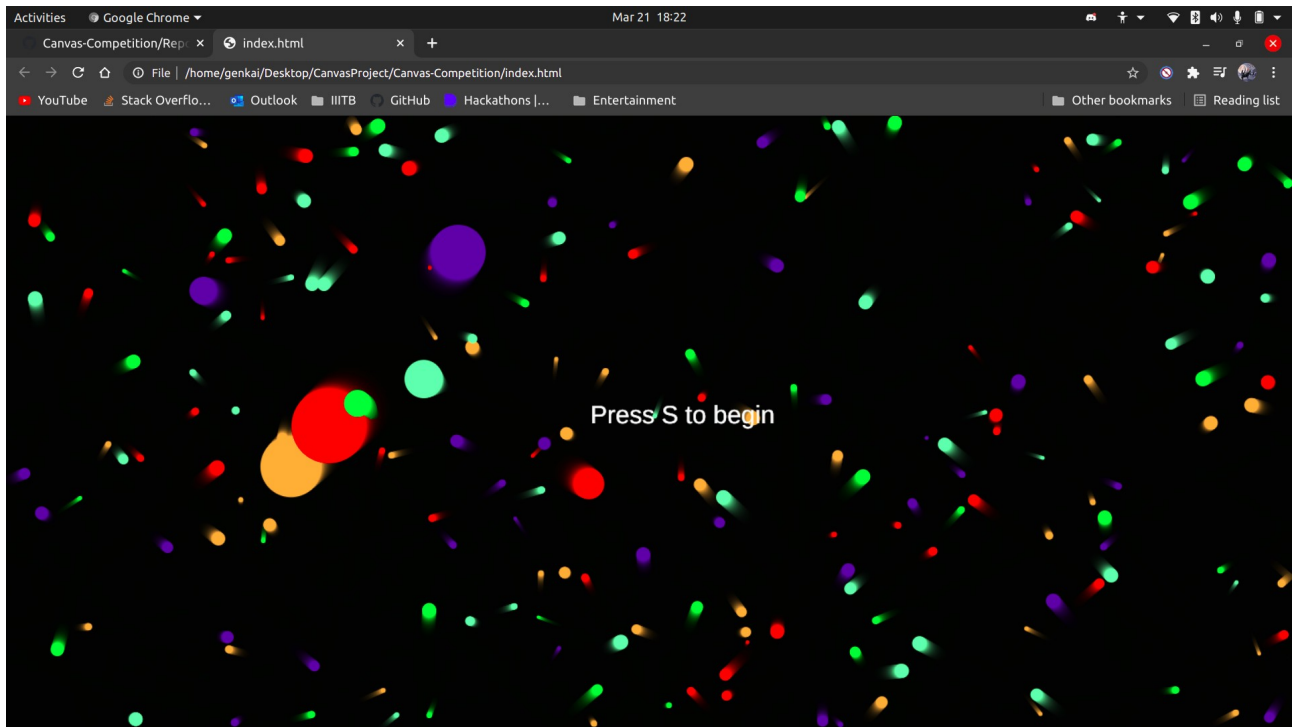 Activities Google Chrome Mar 21 18:22
Canvas-Competition/Repo index.html
File | /home/genkai/Desktop/CanvasProject/Canvas-Competition/index.html
YouTube Stack Overflo... Outlook IIITB GitHub Hackathons |... Entertainment Other bookmarks Reading list
Press S to begin